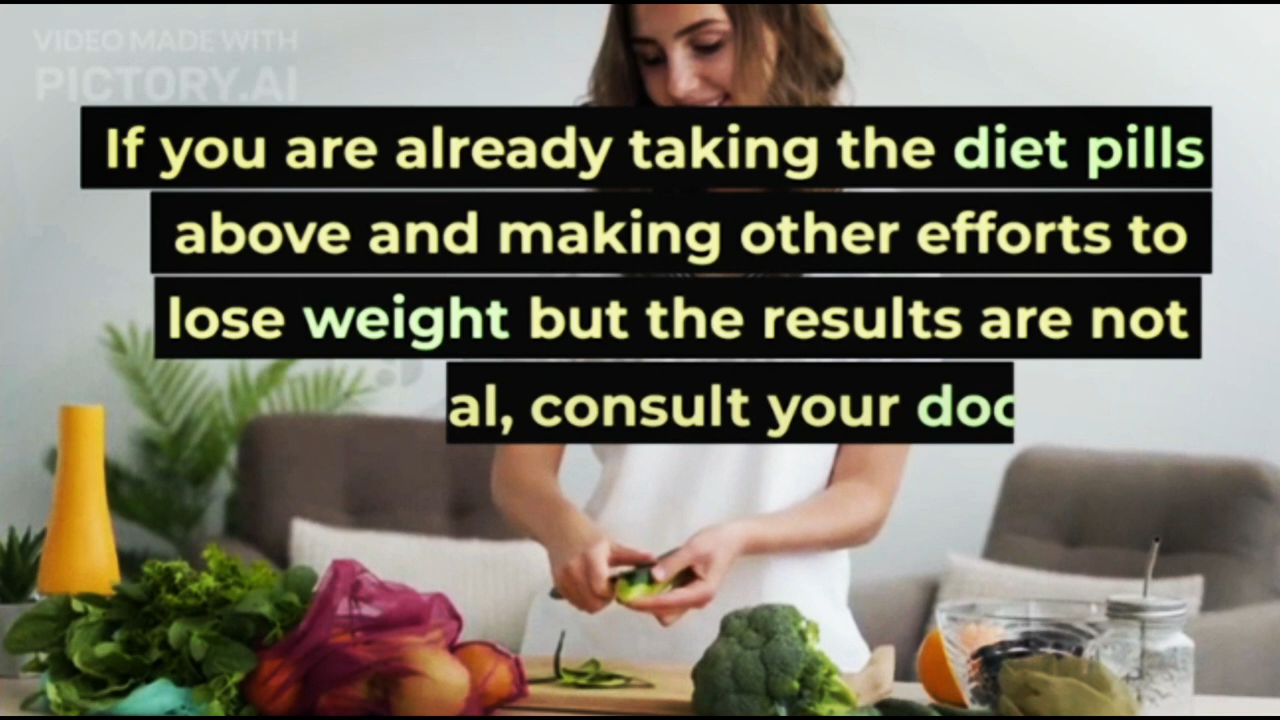 VIDEO MADE WITH
PICTORY.AI
If you are already taking the diet pills
above and making other efforts to
lose weight but the results are not
al, consult your doc